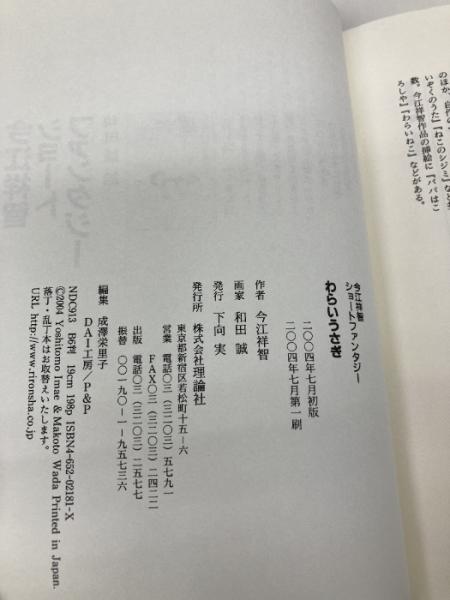 のほか、
いぞくのうた』『ねこのシジミ』など
数。今江祥智作品の挿絵に『パパはこ
ろしや』『わらいねこ』などがある。
今江祥智
ショートファンタジー
わらいうさぎ
二〇〇四年七月初版
二〇〇四年七月第一刷
作者 今江祥智
画家 和田 誠
発行 下向 実
発行所 株式会社理論社
東京都新宿区若松町十五-六
営業 電話〇三(三二〇三)五七九一
FAX〇三(三二〇三)二四二二
出版 電話〇三(三二〇三)二五七七
振替 〇〇一九〇-一-九五七三六
編集 成澤栄里子
DAI工房/P&P
NDC913 B6判 19cm 198p ISBN4-652-02181-X
©2004 Yoshitomo Imae & Makoto Wada Printed in Japan.
落丁・乱丁本はお取替えいたします。
URL http://www.rironsha.co.jp